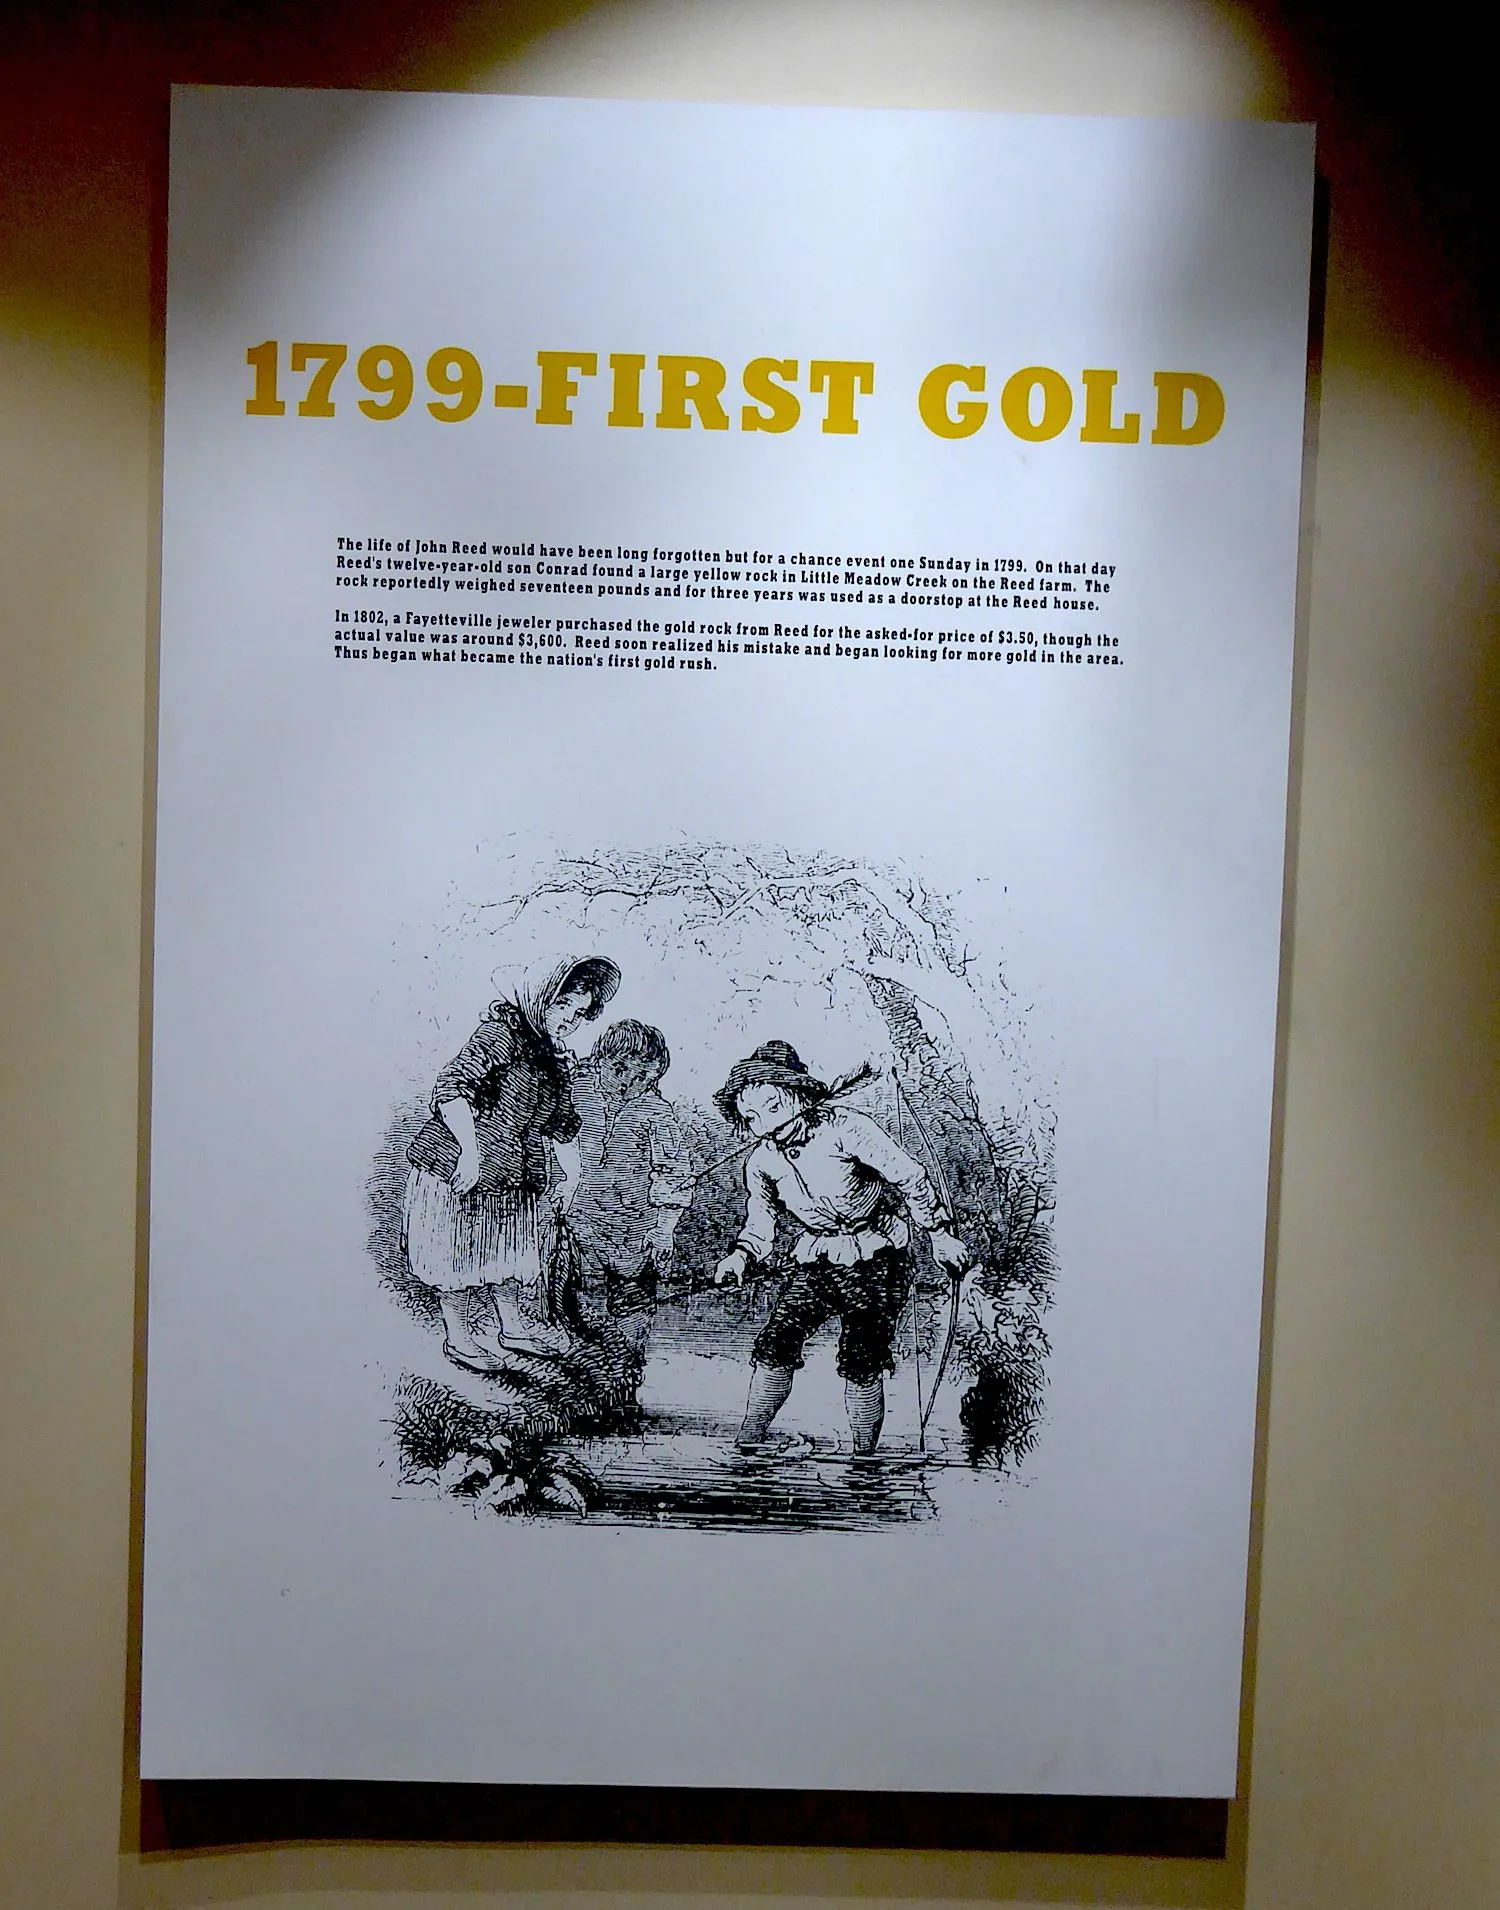 1799-FIRST GOLD
The life of John Reed would have been long forgotten but for a chance event one Sunday in 1799. On that day
Reed's twelve-year-old son Conrad found a large yellow rock in Little Meadow Creek on the Reed farm. The
rock reportedly weighed seventeen pounds and for three years was used as a doorstop at the Reed house.
In 1802, a Fayetteville jeweler purchased the gold rock from Reed for the asked-for price of $3.50, though the
actual value was around $3,600. Reed soon realized his mistake and began looking for more gold in the area.
Thus began what became the nation's first gold rush.